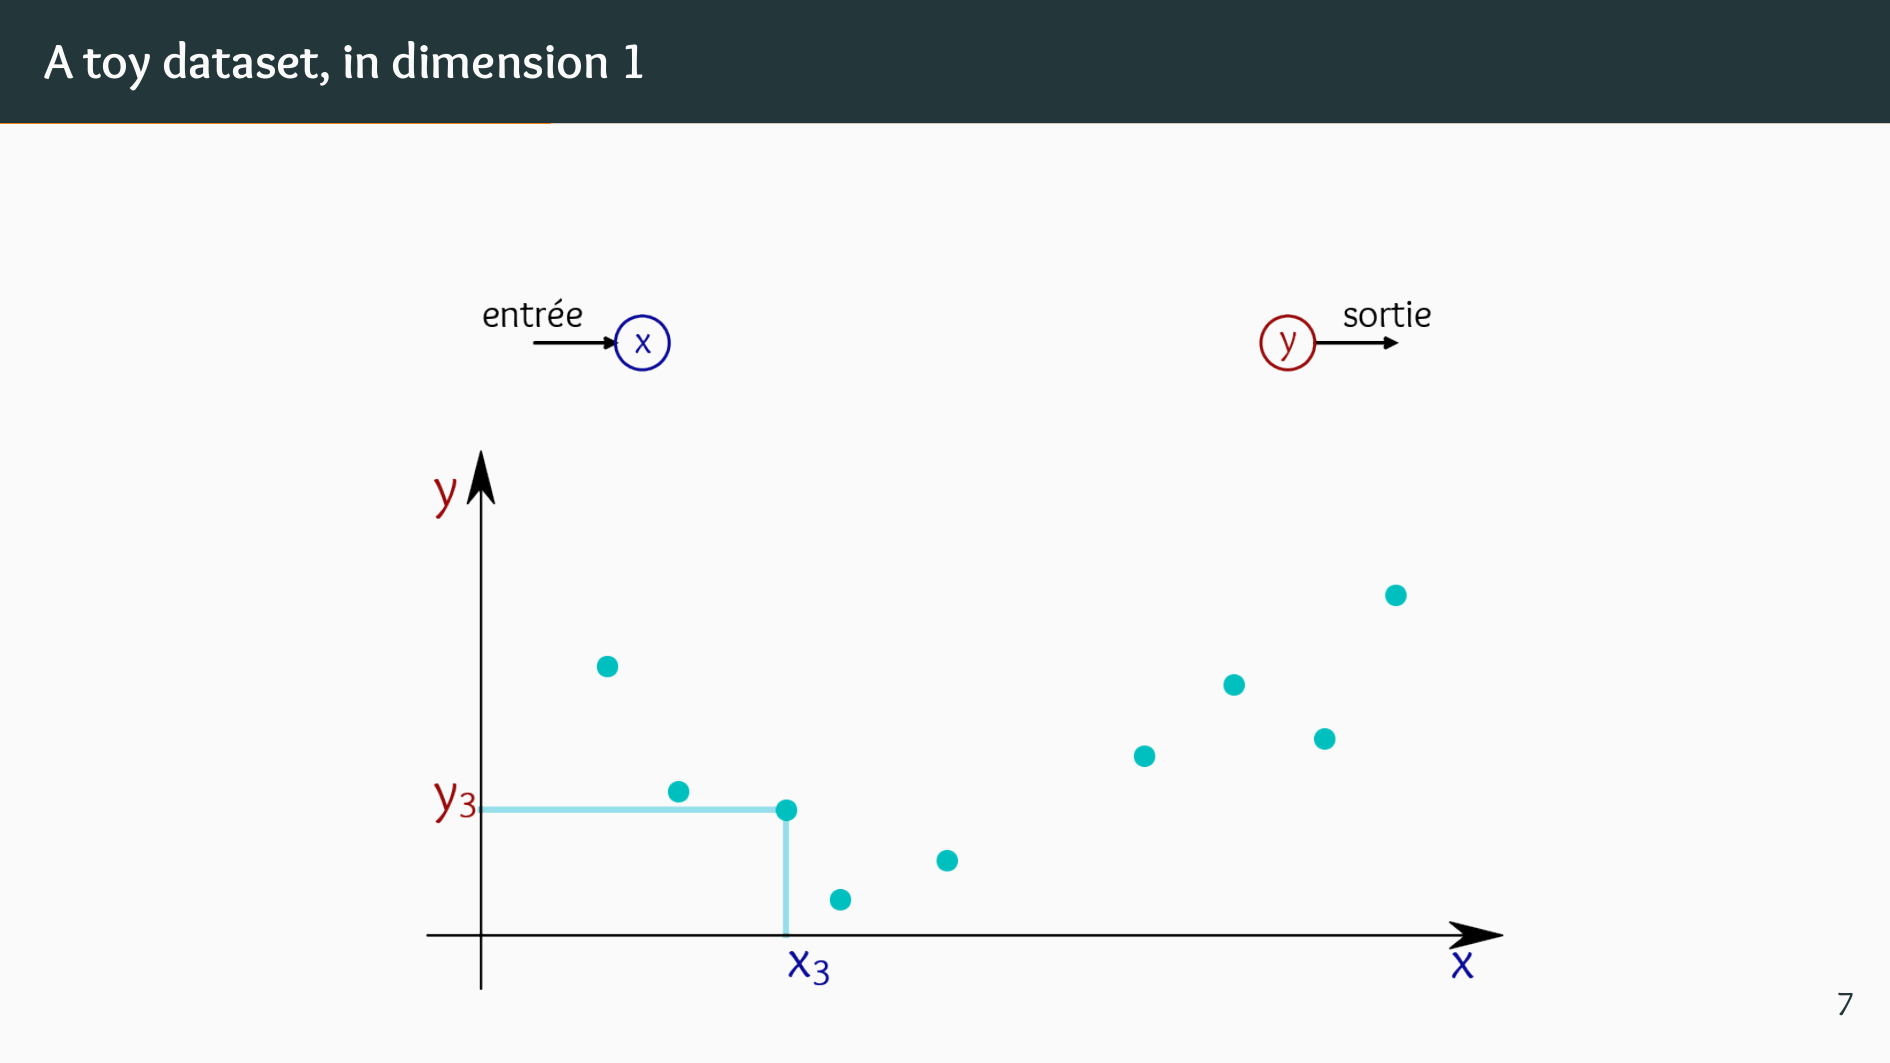 A toy dataset, in dimension 1
entrée
x
y
sortie
y
y₃
x₃
x
7